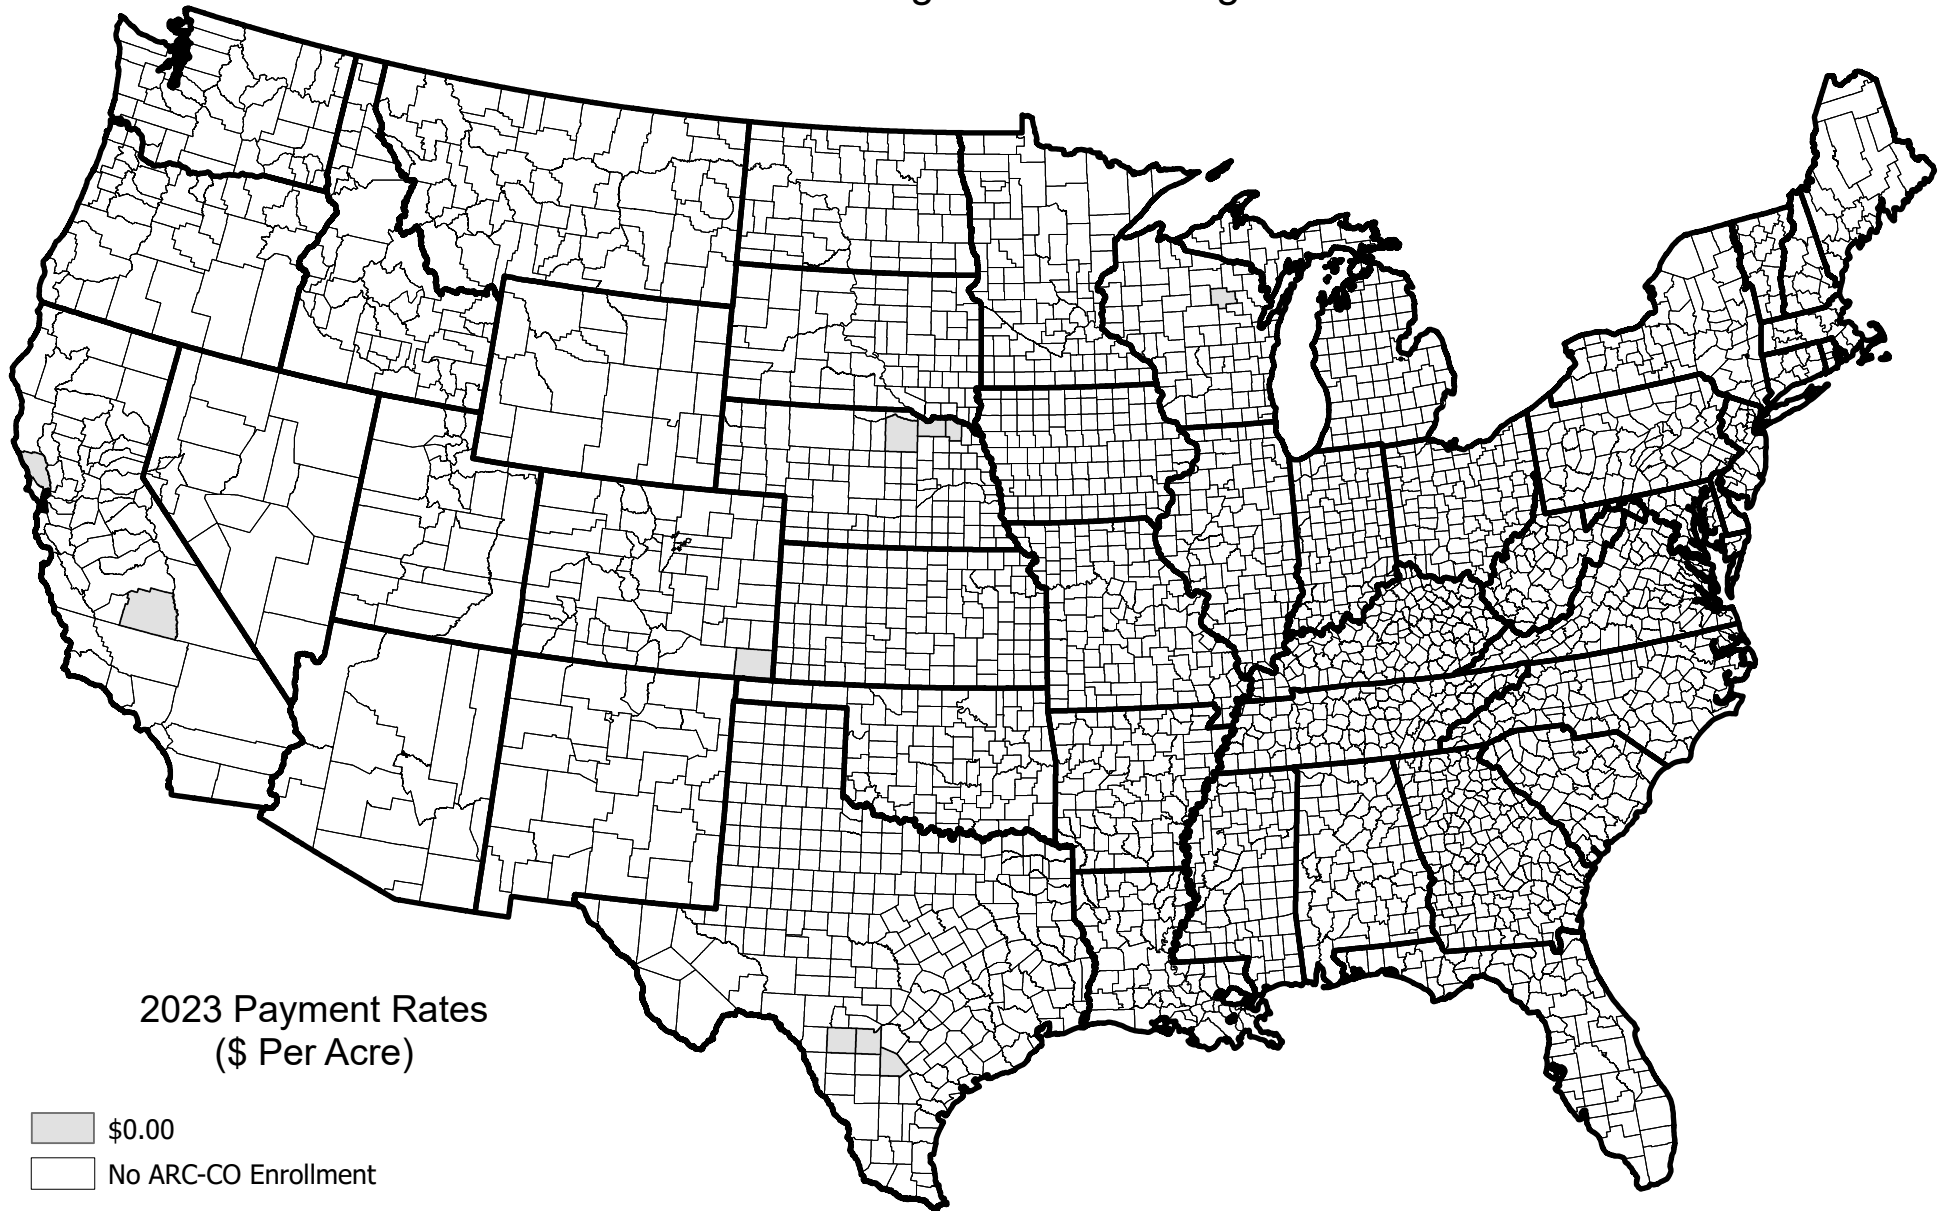 2023 Payment Rates
($ Per Acre)
$0.00
No ARC-CO Enrollment